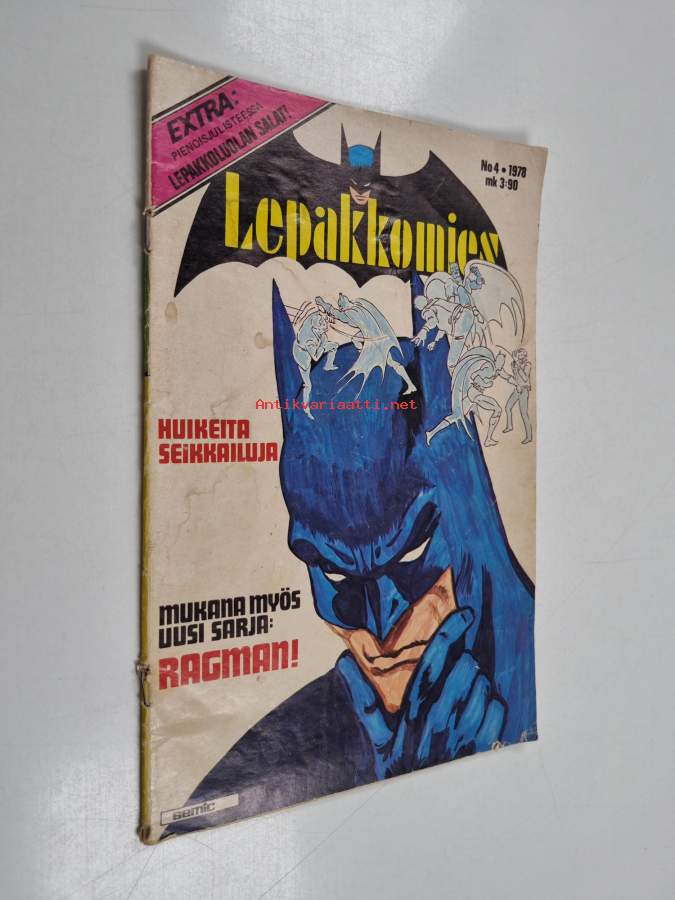 EXTRA:
PIENOISJULISTEESSA
LEPAKKOLUOLAN SALAT!
No 4 • 1978
mk 3:90
Lepakkomies
HUIKEITA
SEIKKAILUJA
Antikvariaatti.net
MUKANA MYÖS
UUSI SARJA:
RAGMAN!
semic